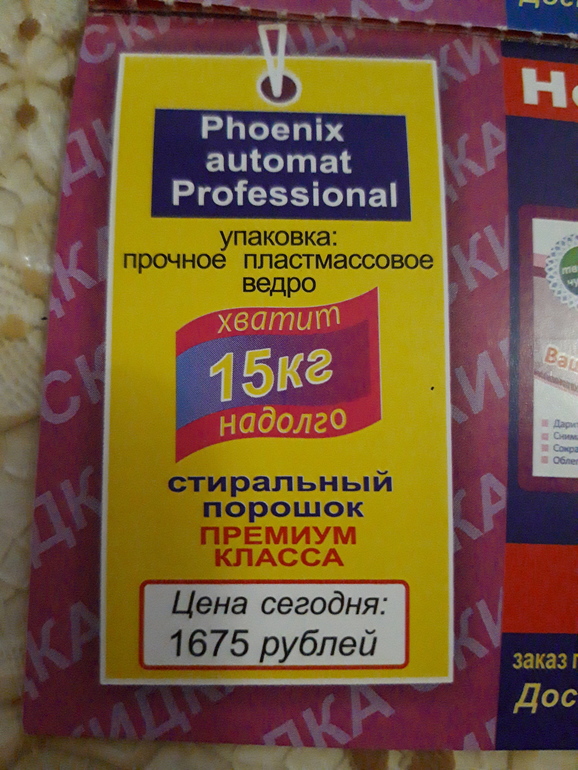 Phoenix
automat
Professional
упаковка:
прочное пластмассовое
ведро
хватит
15кг
надолго
стиральный
порошок
ПРЕМИУМ
КЛАССА
Цена сегодня:
1675 рублей
СКИДКА
заказ